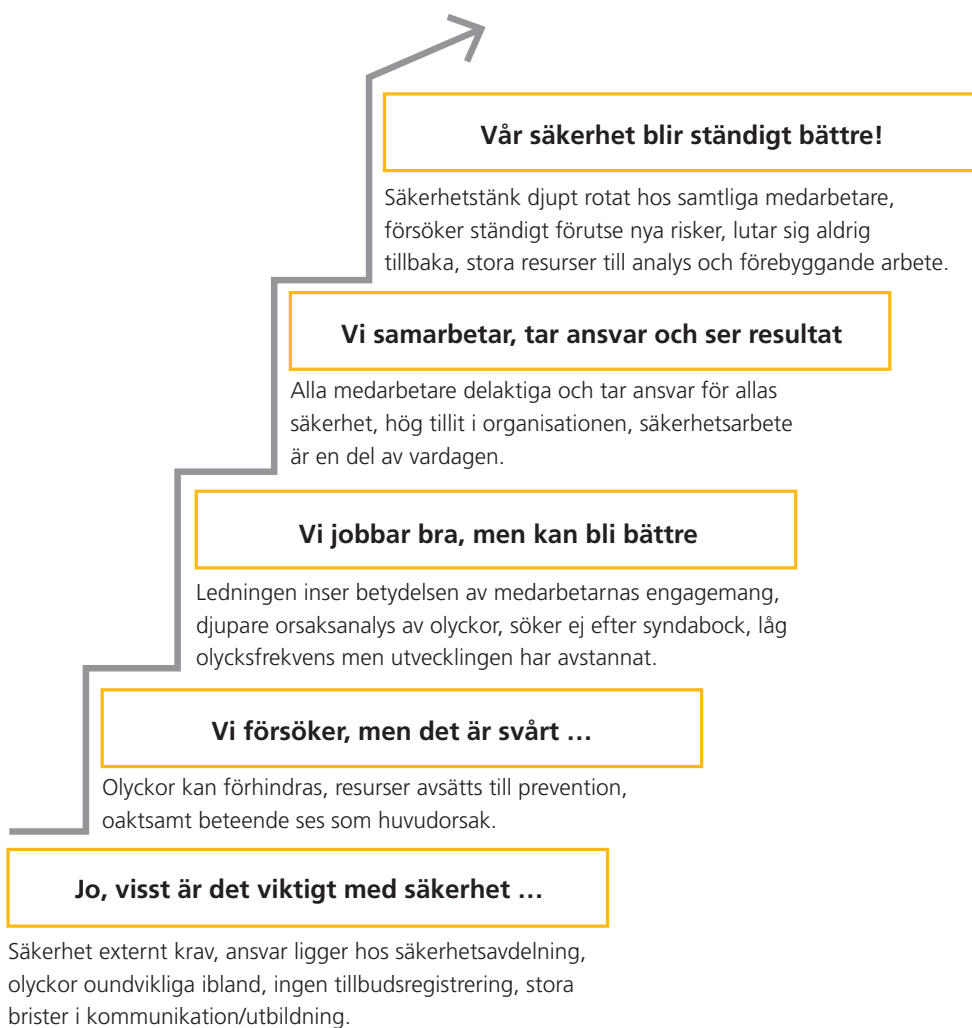 Vår säkerhet blir ständigt bättre!
Säkerhetstänk djupt rotat hos samtliga medarbetare,
försöker ständigt förutse nya risker, lutar sig aldrig
tillbaka, stora resurser till analys och förebyggande arbete.
Vi samarbetar, tar ansvar och ser resultat
Alla medarbetare delaktiga och tar ansvar för allas
säkerhet, hög tillit i organisationen, säkerhetsarbete
är en del av vardagen.
Vi jobbar bra, men kan bli bättre
Ledningen inser betydelsen av medarbetarnas engagemang,
djupare orsaksanalys av olyckor, söker ej efter syndabock, låg
olycksfrekvens men utvecklingen har avstannat.
Vi försöker, men det är svårt …
Olyckor kan förhindras, resurser avsätts till prevention,
oaktsamt beteende ses som huvudorsak.
Jo, visst är det viktigt med säkerhet …
Säkerhet externt krav, ansvar ligger hos säkerhetsavdelning,
olyckor oundvikliga ibland, ingen tillbudsregistrering, stora
brister i kommunikation/utbildning.